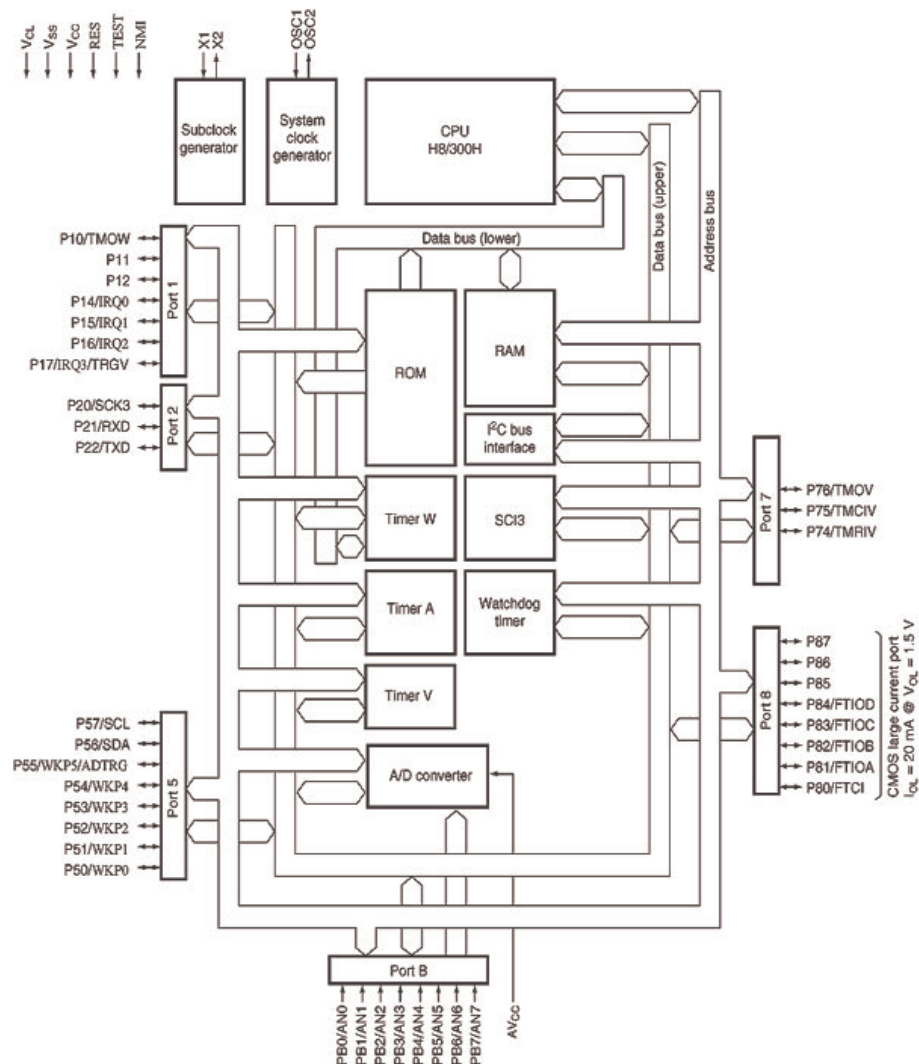 VCL
VSS
VCC
RES
TEST
NMI
X1
X2
OSC1
OSC2
Subclock
generator
System
clock
generator
CPU
H8/300H
Data bus (lower)
Data bus (upper)
Address bus
P10/TMOW
P11
P12
P14/IRQ0
P15/IRQ1
P16/IRQ2
P17/IRQ3/TRGV
Port 1
P20/SCK3
P21/RXD
P22/TXD
Port 2
ROM
RAM
I²C bus
interface
Timer W
SCI3
Timer A
Watchdog
timer
Timer V
A/D converter
P57/SCL
P56/SDA
P55/WKP5/ADTRG
P54/WKP4
P53/WKP3
P52/WKP2
P51/WKP1
P50/WKP0
Port 5
Port 7
P76/TMOV
P75/TMCIV
P74/TMRIV
Port 8
P87
P86
P85
P84/FTIOD
P83/FTIOC
P82/FTIOB
P81/FTIOA
P80/FTCI
CMOS large current port
IOL = 20 mA @ VOL = 1.5 V
Port B
PB0/AN0
PB1/AN1
PB2/AN2
PB3/AN3
PB4/AN4
PB5/AN5
PB6/AN6
PB7/AN7
AVCC